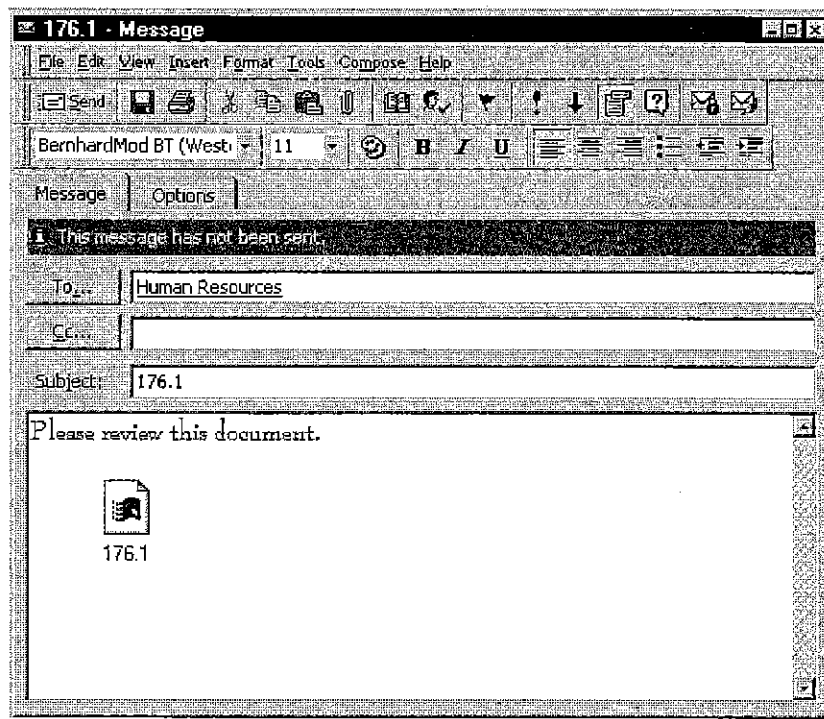 176.1 - Message
File Edit View Insert Format Tools Compose Help
Send
BernhardMod BT (West 11 B I U
Message Options
i This message has not been sent.
To... Human Resources
Cc...
Subject: 176.1
Please review this document.
176.1